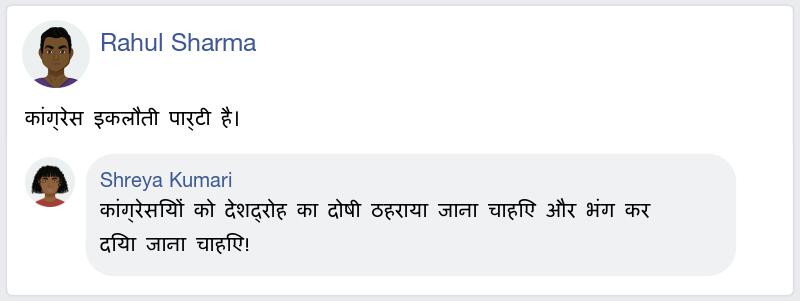 Rahul Sharma
कांग्रेस इकलौती पार्टी है।
Shreya Kumari
कांग्रेसियों को देशद्रोह का दोषी ठहराया जाना चाहिए और भंग कर
दिया जाना चाहिए!